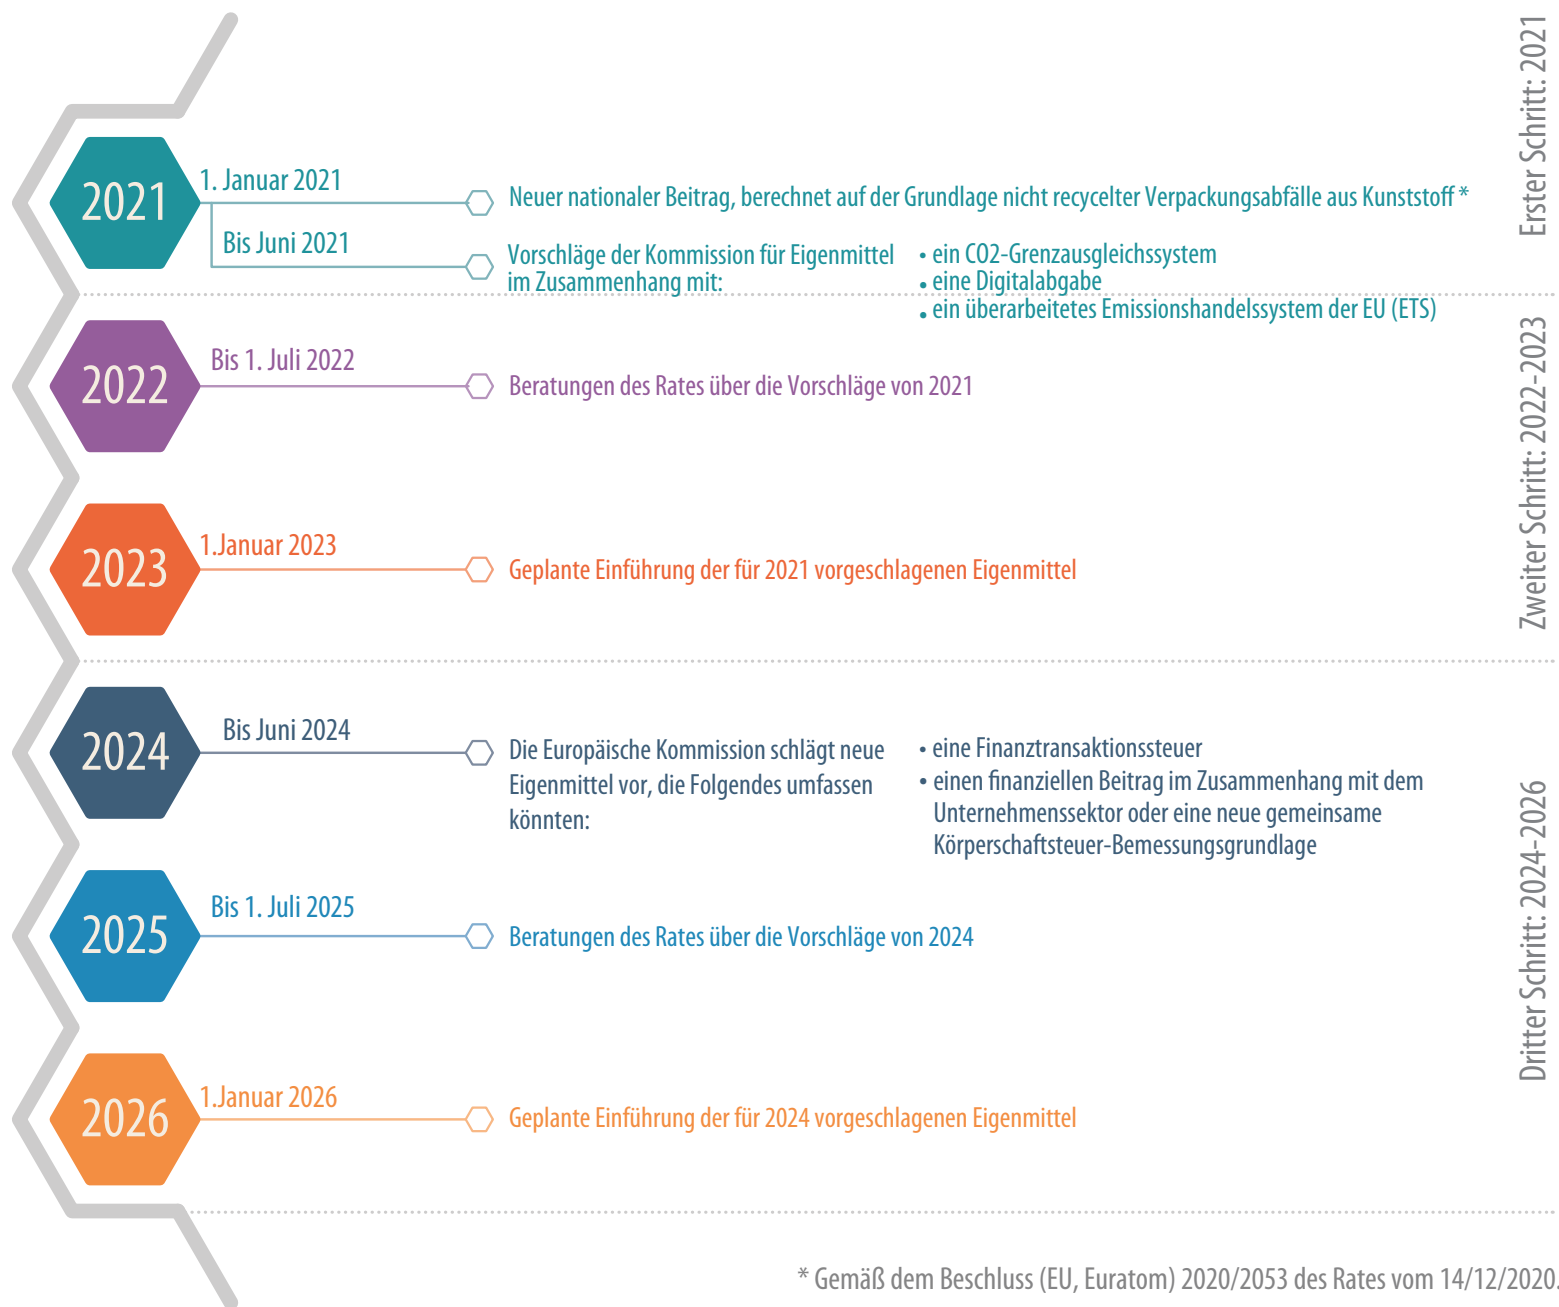 Erster Schritt: 2021
2021
1. Januar 2021
Neuer nationaler Beitrag, berechnet auf der Grundlage nicht recycelter Verpackungsabfälle aus Kunststoff *
Bis Juni 2021
Vorschläge der Kommission für Eigenmittel
im Zusammenhang mit:
• ein CO2-Grenzausgleichssystem
• eine Digitalabgabe
• ein überarbeitetes Emissionshandelssystem der EU (ETS)
Zweiter Schritt: 2022-2023
2022
Bis 1. Juli 2022
Beratungen des Rates über die Vorschläge von 2021
2023
1.Januar 2023
Geplante Einführung der für 2021 vorgeschlagenen Eigenmittel
Dritter Schritt: 2024-2026
2024
Bis Juni 2024
Die Europäische Kommission schlägt neue
Eigenmittel vor, die Folgendes umfassen
könnten:
• eine Finanztransaktionssteuer
• einen finanziellen Beitrag im Zusammenhang mit dem
Unternehmenssektor oder eine neue gemeinsame
Körperschaftsteuer-Bemessungsgrundlage
2025
Bis 1. Juli 2025
Beratungen des Rates über die Vorschläge von 2024
2026
1.Januar 2026
Geplante Einführung der für 2024 vorgeschlagenen Eigenmittel
* Gemäß dem Beschluss (EU, Euratom) 2020/2053 des Rates vom 14/12/2020.